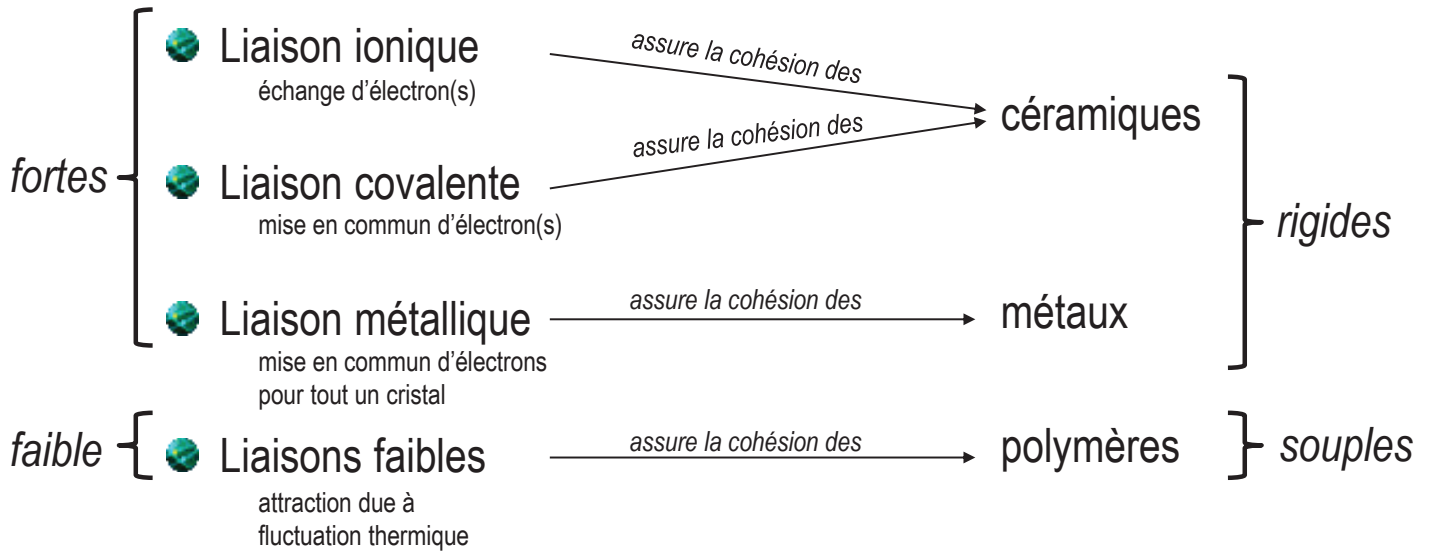 fortes
Liaison ionique
échange d’électron(s)
assure la cohésion des
céramiques
assure la cohésion des
Liaison covalente
mise en commun d’électron(s)
rigides
Liaison métallique
mise en commun d’électrons
pour tout un cristal
assure la cohésion des
métaux
faible
Liaisons faibles
attraction due à
fluctuation thermique
assure la cohésion des
polymères
souples